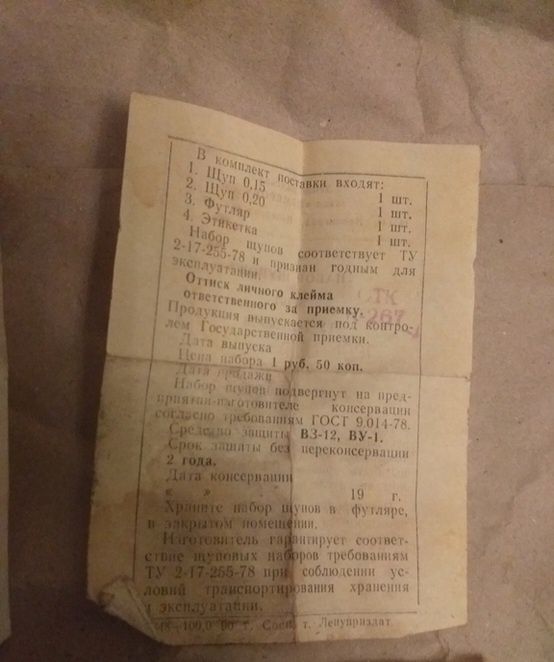 В комплект поставки входят:
1. Щуп 0,15 1 шт.
2. Щуп 0,20 1 шт.
3. Футляр 1 шт.
4. Этикетка 1 шт.
Набор щупов соответствует ТУ
2-17-255-78 и признан годным для
эксплуатации.
Оттиск личного клейма
ответственного за приемку.
ОТК
267
Продукция выпускается под контро-
лем Государственной приемки.
Дата выпуска
Цена набора 1 руб. 50 коп.
Дата продажи
Набор щупов подвергнут на пред-
приятии-изготовителе консервации
согласно требованиям ГОСТ 9.014-78.
Средство защиты ВЗ-12, ВУ-1.
Срок защиты без переконсервации
2 года.
Дата консервации
« » 19 г.
Храните набор щупов в футляре,
в закрытом помещении.
Изготовитель гарантирует соответ-
ствие щуповых наборов требованиям
ТУ 2-17-255-78 при соблюдении ус-
ловий транспортирования хранения
и эксплуатации.
т. Ленуприздат